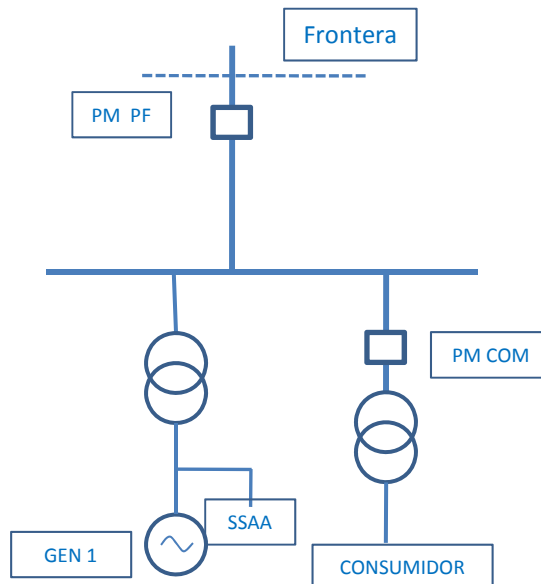 Frontera
PM PF
PM COM
SSAA
GEN 1
CONSUMIDOR